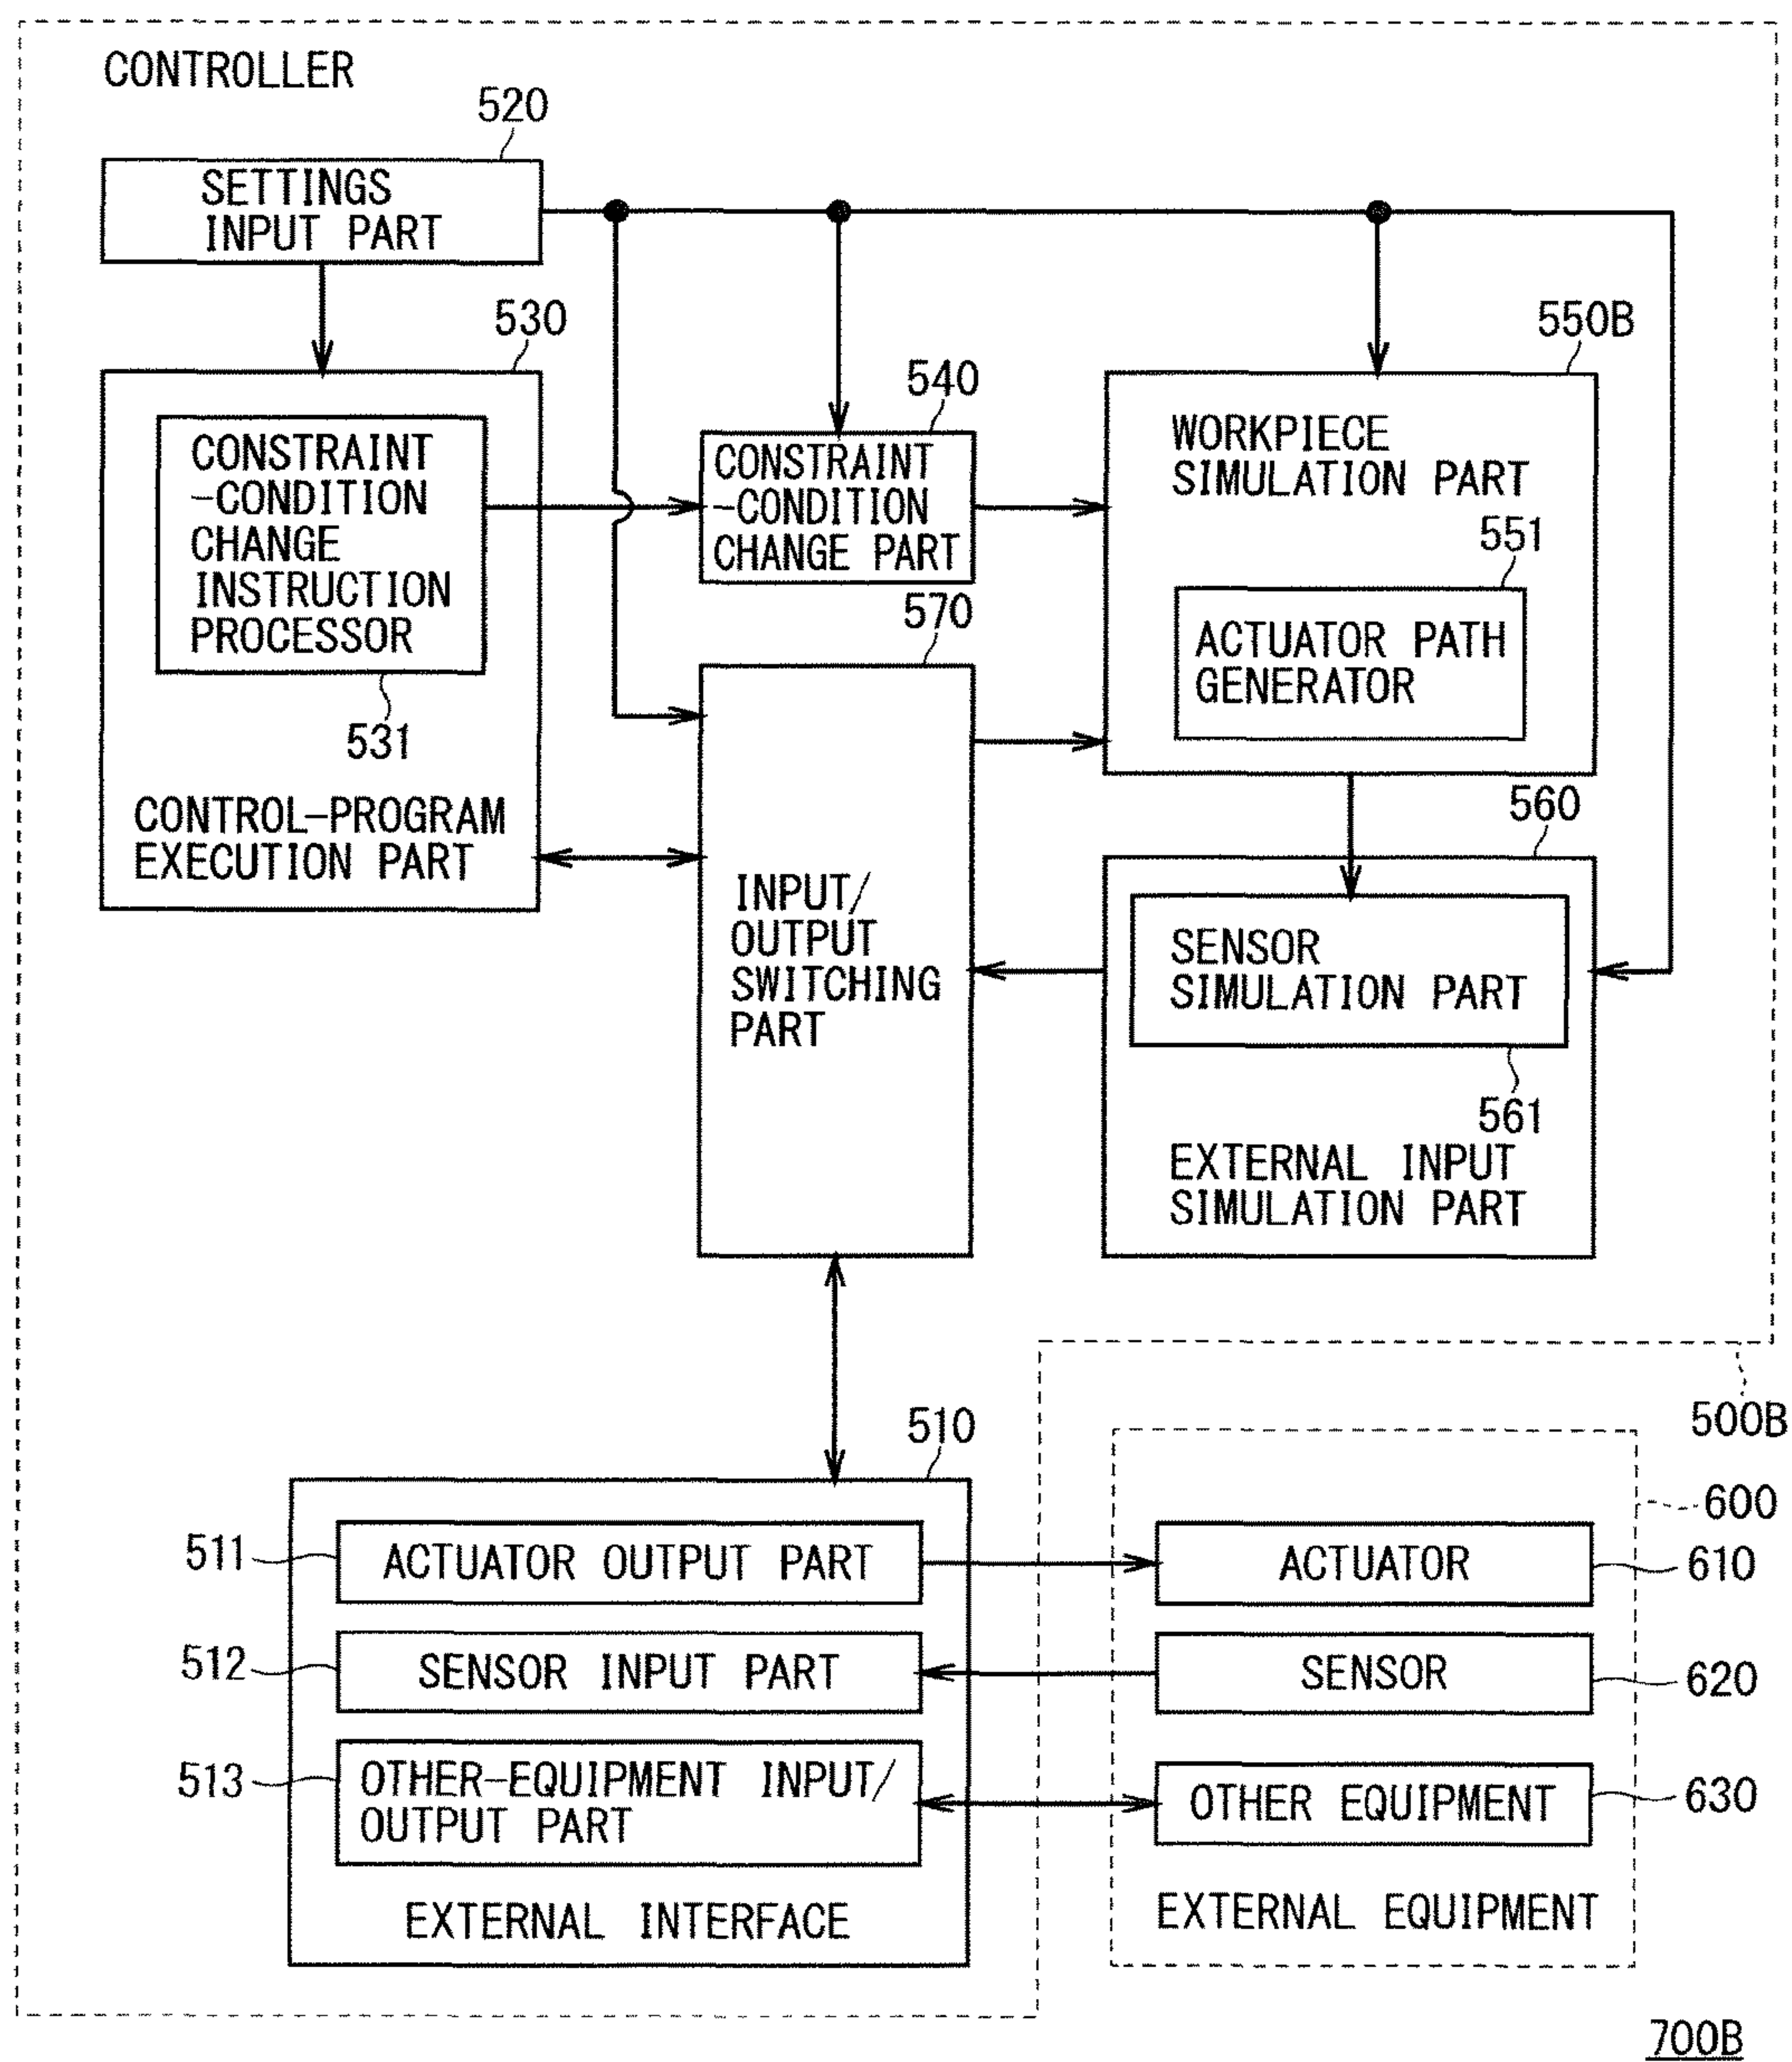 CONTROLLER
520
SETTINGS
INPUT PART
530
CONSTRAINT
-CONDITION
CHANGE
INSTRUCTION
PROCESSOR
531
CONTROL-PROGRAM
EXECUTION PART
540
CONSTRAINT
-CONDITION
CHANGE PART
570
INPUT/
OUTPUT
SWITCHING
PART
550B
WORKPIECE
SIMULATION PART
551
ACTUATOR PATH
GENERATOR
560
SENSOR
SIMULATION PART
561
EXTERNAL INPUT
SIMULATION PART
500B
510
511
ACTUATOR OUTPUT PART
512
SENSOR INPUT PART
513
OTHER-EQUIPMENT INPUT/
OUTPUT PART
EXTERNAL INTERFACE
600
ACTUATOR
610
SENSOR
620
OTHER EQUIPMENT
630
EXTERNAL EQUIPMENT
700B